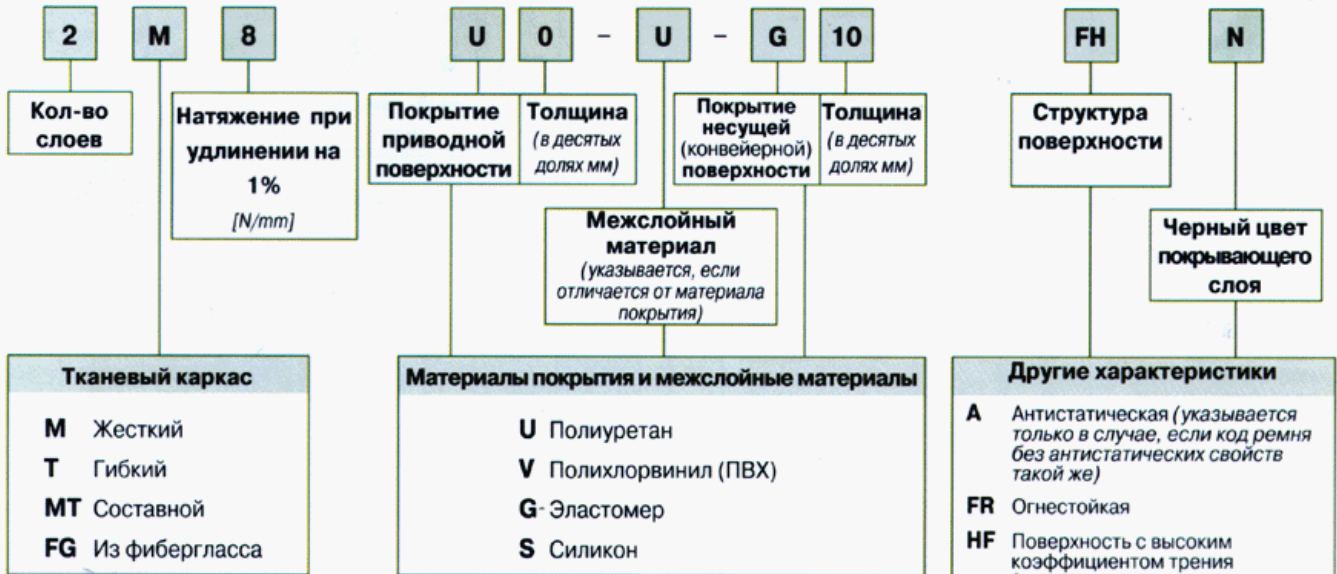 2 M 8 U 0 - U - G 10 FH N
Кол-во
слоев
Натяжение при
удлинении на
1%
[N/mm]
Покрытие
приводной
поверхности
Толщина
(в десятых
долях мм)
Покрытие
несущей
(конвейерной)
поверхности
Толщина
(в десятых
долях мм)
Структура
поверхности
Межслойный
материал
(указывается, если
отличается от материала
покрытия)
Черный цвет
покрывающего
слоя
Тканевый каркас
M Жесткий
T Гибкий
MT Составной
FG Из фибергласса
Материалы покрытия и межслойные материалы
U Полиуретан
V Полихлорвинил (ПВХ)
G- Эластомер
S Силикон
Другие характеристики
A Антистатическая (указывается
только в случае, если код ремня
без антистатических свойств
такой же)
FR Огнестойкая
HF Поверхность с высоким
коэффициентом трения